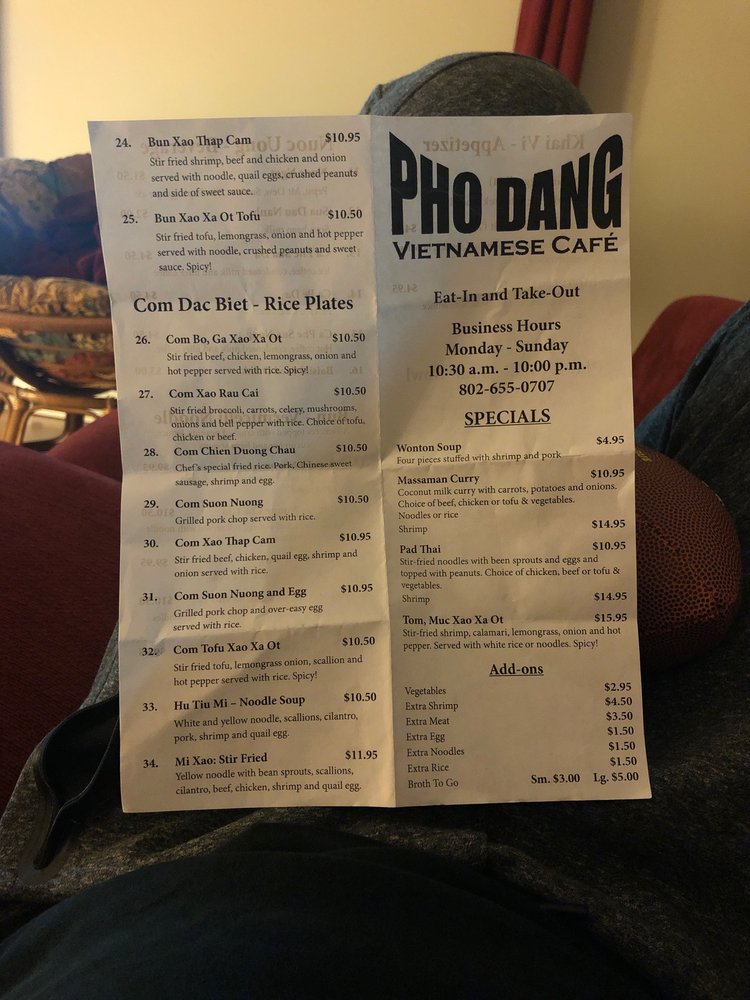 24. Bun Xao Thap Cam $10.95
Stir fried shrimp, beef and chicken and onion
served with noodle, quail eggs, crushed peanuts
and side of sweet sauce.
25. Bun Xao Xa Ot Tofu $10.50
Stir fried tofu, lemongrass, onion and hot pepper
served with noodle, crushed peanuts and sweet
sauce. Spicy!
Com Dac Biet - Rice Plates
26. Com Bo, Ga Xao Xa Ot $10.50
Stir fried beef, chicken, lemongrass, onion and
hot pepper served with rice. Spicy!
27. Com Xao Rau Cai $10.50
Stir fried broccoli, carrots, celery, mushrooms,
onions and bell pepper with rice. Choice of tofu,
chicken or beef.
28. Com Chien Duong Chau $10.50
Chef's special fried rice. Pork, Chinese sweet
sausage, shrimp and egg.
29. Com Suon Nuong $10.50
Grilled pork chop served with rice.
30. Com Xao Thap Cam $10.95
Stir fried beef, chicken, quail egg, shrimp and
onion served with rice.
31. Com Suon Nuong and Egg $10.95
Grilled pork chop and over-easy egg
served with rice.
32. Com Tofu Xao Xa Ot $10.50
Stir fried tofu, lemongrass onion, scallion and
hot pepper served with rice. Spicy!
33. Hu Tiu Mi – Noodle Soup $10.50
White and yellow noodle, scallions, cilantro,
pork, shrimp and quail egg.
34. Mi Xao: Stir Fried $11.95
Yellow noodle with bean sprouts, scallions,
cilantro, beef, chicken, shrimp and quail egg.
PHO DANG
VIETNAMESE CAFÉ
Eat-In and Take-Out
Business Hours
Monday - Sunday
10:30 a.m. - 10:00 p.m.
802-655-0707
SPECIALS
Wonton Soup $4.95
Four pieces stuffed with shrimp and pork
Massaman Curry $10.95
Coconut milk curry with carrots, potatoes and onions.
Choice of beef, chicken or tofu & vegetables.
Noodles or rice
Shrimp $14.95
Pad Thai $10.95
Stir-fried noodles with been sprouts and eggs and
topped with peanuts. Choice of chicken, beef or tofu &
vegetables.
Shrimp $14.95
Tom, Muc Xao Xa Ot $15.95
Stir-fried shrimp, calamari, lemongrass, onion and hot
pepper. Served with white rice or noodles. Spicy!
Add-ons
Vegetables $2.95
Extra Shrimp $4.50
Extra Meat $3.50
Extra Egg $1.50
Extra Noodles $1.50
Extra Rice $1.50
Broth To Go Sm. $3.00 Lg. $5.00